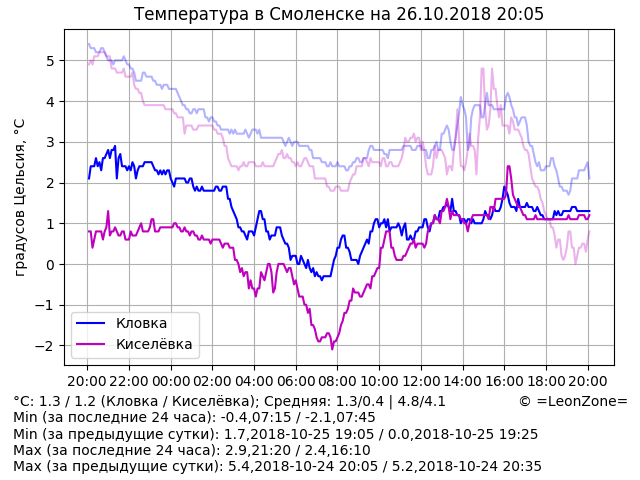 Температура в Смоленске на 26.10.2018 20:05
градусов Цельсия, °C
5
4
3
2
1
0
−1
−2
Кловка
Киселёвка
20:00 22:00 00:00 02:00 04:00 06:00 08:00 10:00 12:00 14:00 16:00 18:00 20:00
°C: 1.3 / 1.2 (Кловка / Киселёвка); Средняя: 1.3/0.4 | 4.8/4.1 © =LeonZone=
Min (за последние 24 часа): -0.4,07:15 / -2.1,07:45
Min (за предыдущие сутки): 1.7,2018-10-25 19:05 / 0.0,2018-10-25 19:25
Max (за последние 24 часа): 2.9,21:20 / 2.4,16:10
Max (за предыдущие сутки): 5.4,2018-10-24 20:05 / 5.2,2018-10-24 20:35